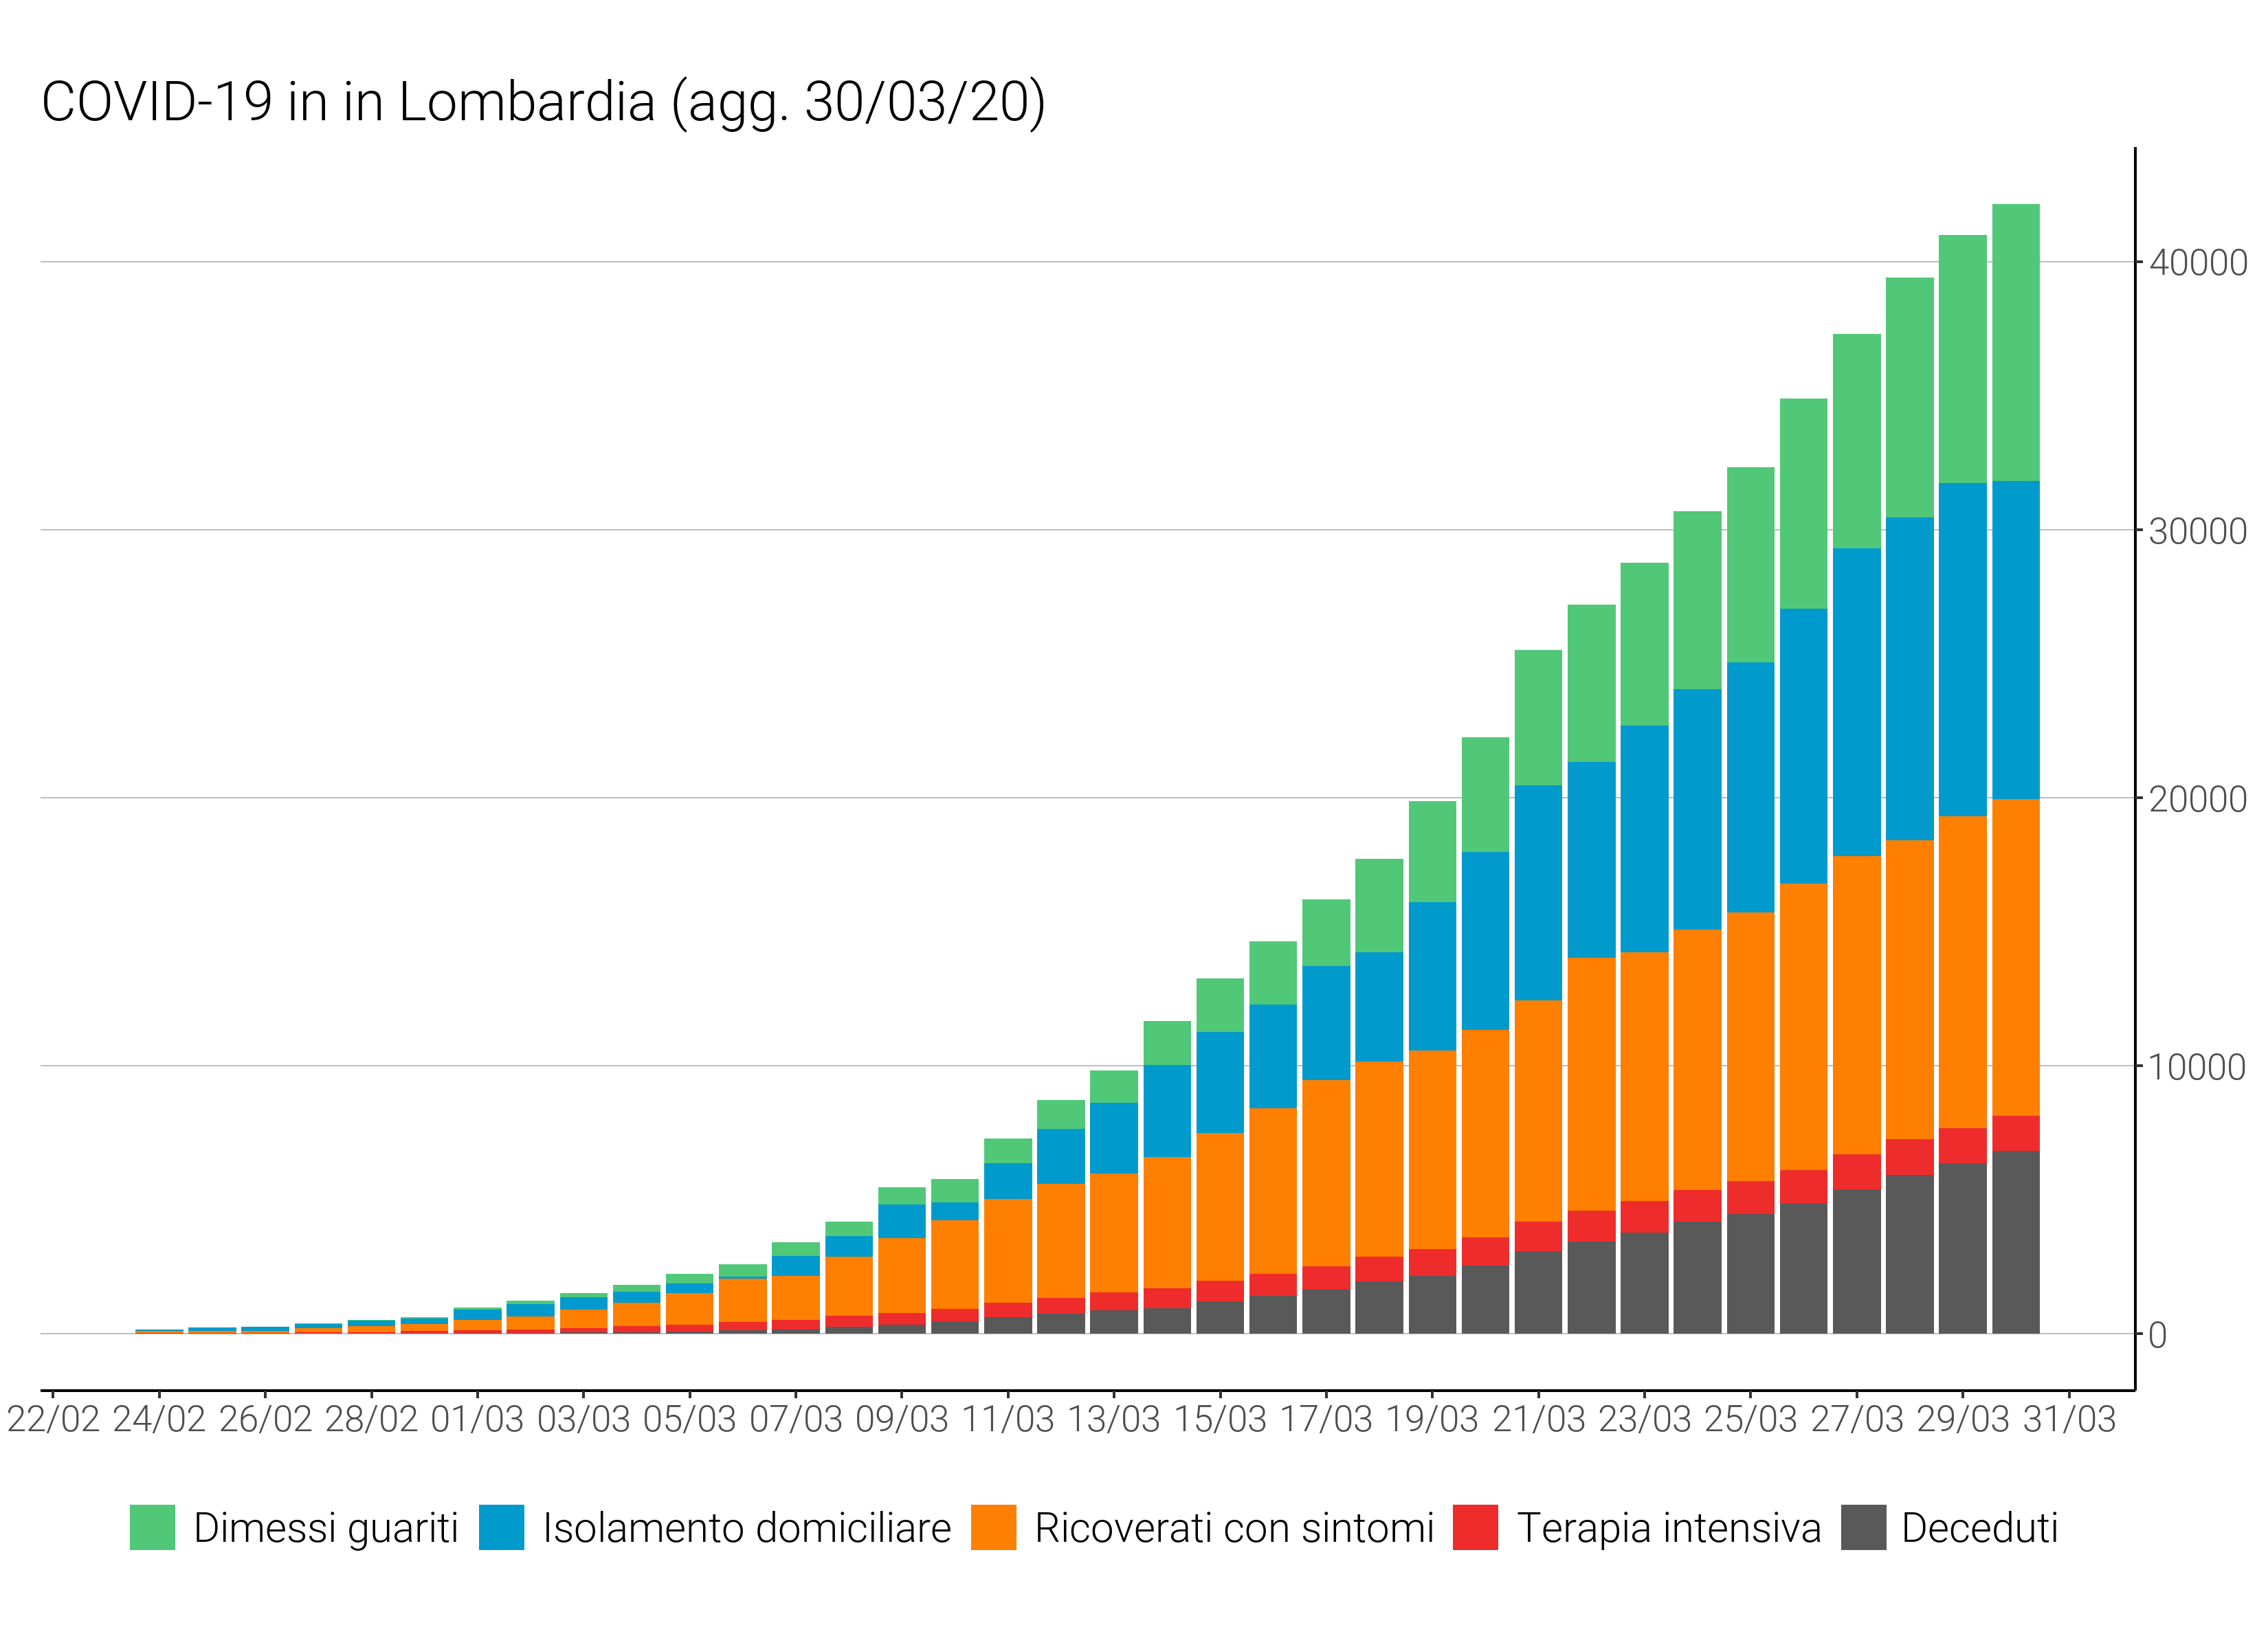 COVID-19 in in Lombardia (agg. 30/03/20)
40000
30000
20000
10000
0
22/02 24/02 26/02 28/02 01/03 03/03 05/03 07/03 09/03 11/03 13/03 15/03 17/03 19/03 21/03 23/03 25/03 27/03 29/03 31/03
Dimessi guariti Isolamento domiciliare Ricoverati con sintomi Terapia intensiva Deceduti